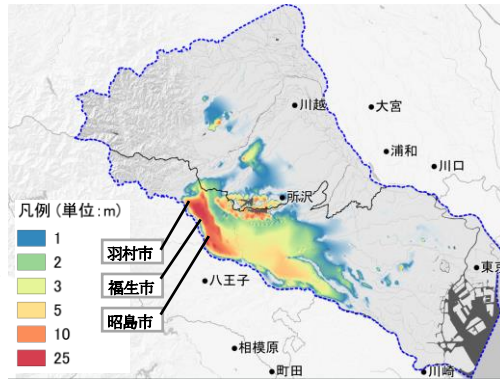 川越
大宮
浦和
川口
所沢
凡例(単位:m)
1
2
3
5
10
25
羽村市
福生市
昭島市
八王子
東京
相模原
町田
川崎